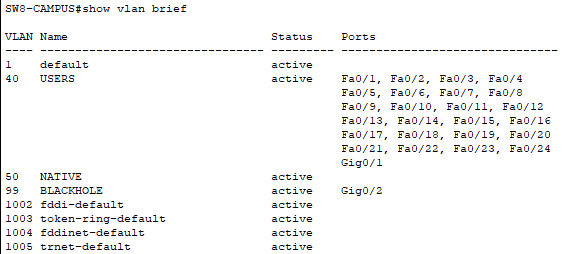 SW8-CAMPUS#show vlan brief
VLAN Name                             Status    Ports
---- -------------------------------- --------- -------------------------------
1    default                          active
40   USERS                            active    Fa0/1, Fa0/2, Fa0/3, Fa0/4
                                                Fa0/5, Fa0/6, Fa0/7, Fa0/8
                                                Fa0/9, Fa0/10, Fa0/11, Fa0/12
                                                Fa0/13, Fa0/14, Fa0/15, Fa0/16
                                                Fa0/17, Fa0/18, Fa0/19, Fa0/20
                                                Fa0/21, Fa0/22, Fa0/23, Fa0/24
                                                Gig0/1
50   NATIVE                           active
99   BLACKHOLE                        active    Gig0/2
1002 fddi-default                     active
1003 token-ring-default               active
1004 fddinet-default                  active
1005 trnet-default                    active